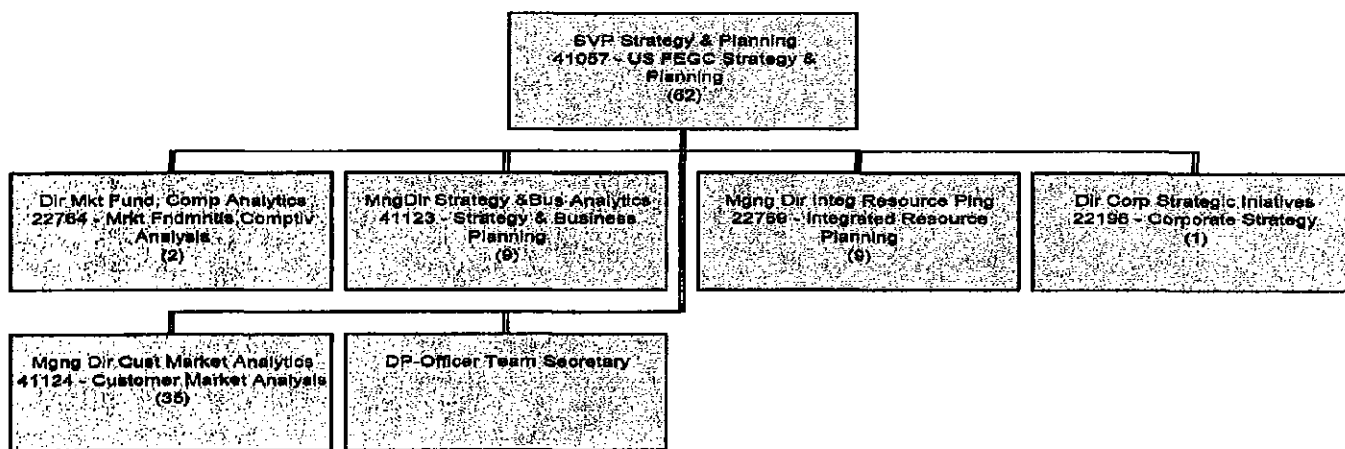 SVP Strategy & Planning
41057 - US FEGC Strategy &
Planning
(62)
Dir Mkt Fund, Comp Analytics
22784 - Mrkt Fndmntls Comptiv
Analysis
(2)
MngDir Strategy &Bus Analytics
41123 - Strategy & Business
Planning
(9)
Mgng Dir Integ Resource Plng
22789 - Integrated Resource
Planning
(9)
Dir Corp Strategic Iniatives
22196 - Corporate Strategy
(1)
Mgng Dir Cust Market Analytics
41124 - Customer Market Analysis
(35)
DP-Officer Team Secretary